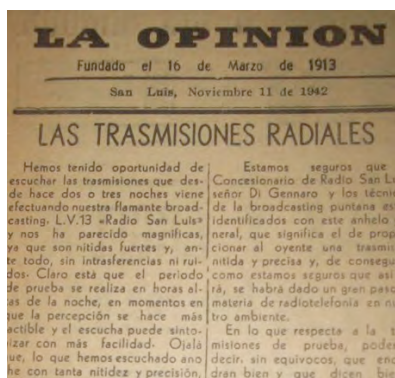 LA OPINION
Fundado el 16 de Marzo de 1913
San Luis, Noviembre 11 de 1942
LAS TRASMISIONES RADIALES
Hemos tenido oportunidad de
escuchar las trasmisiones que des-
de hace dos o tres noches viene
efectuando nuestra flamante broad-
casting. L.V.13 «Radio San Luis»
y nos ha parecido magníficas,
ya que son nítidas fuertes y, an-
te todo, sin intrasferencias ni rui-
dos. Claro está que el período
de prueba se realiza en horas al-
tas de la noche, en momentos en
que la percepción se hace más
actible y el escucha puede sinto-
izar con más facilidad. Ojalá
ue, lo que hemos escuchado ano
he con tanta nitidez y precisión,
Estamos seguros que
Concesionario de Radio San Lu
señor Di Gennaro y los técni
de la broadcasting puntana es
identificados con este anhelo
neral, que significa el de prop
cionar al oyente una trasmi
nítida y precisa y, de consegu
como estamos seguros que así
rá, se habrá dado un gran paso
materia de radiotelefonía en n
tro ambiente.
En lo que respecta a la
misiones de prueba, pode
decir, sin equívocos, que en
dran bien y que dicen bie